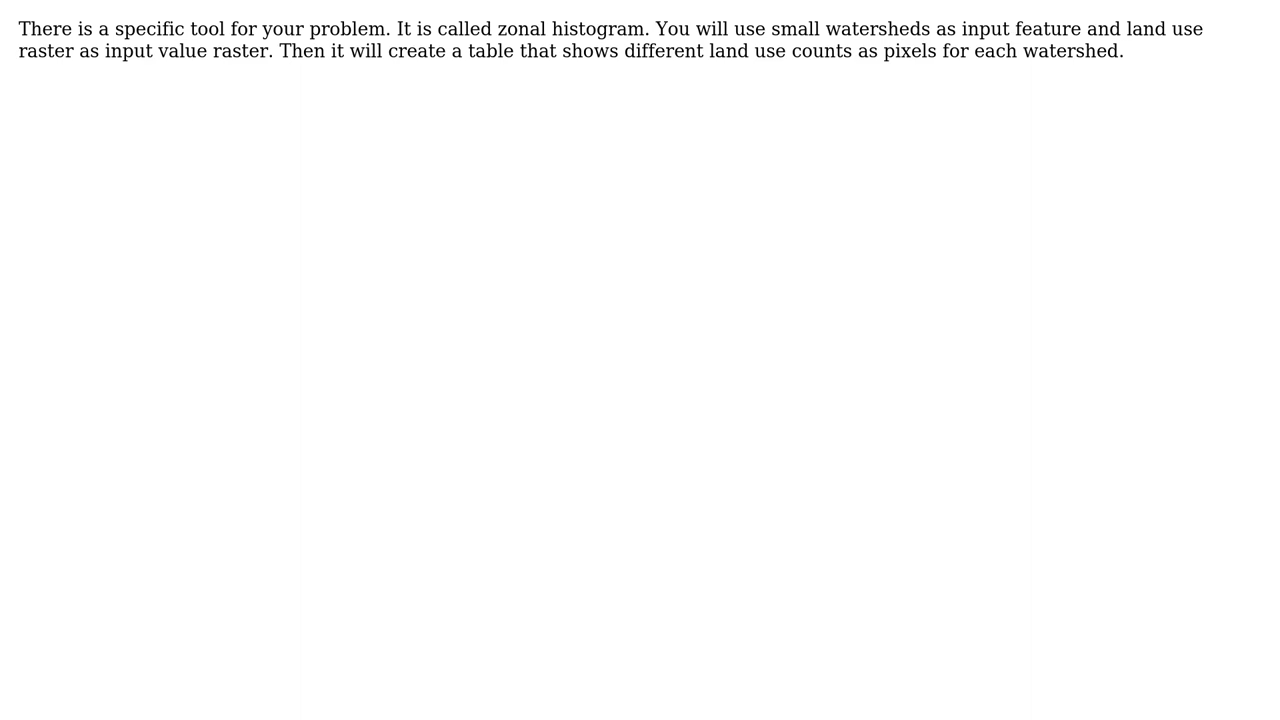 There is a specific tool for your problem. It is called zonal histogram. You will use small watersheds as input feature and land use
raster as input value raster. Then it will create a table that shows different land use counts as pixels for each watershed.